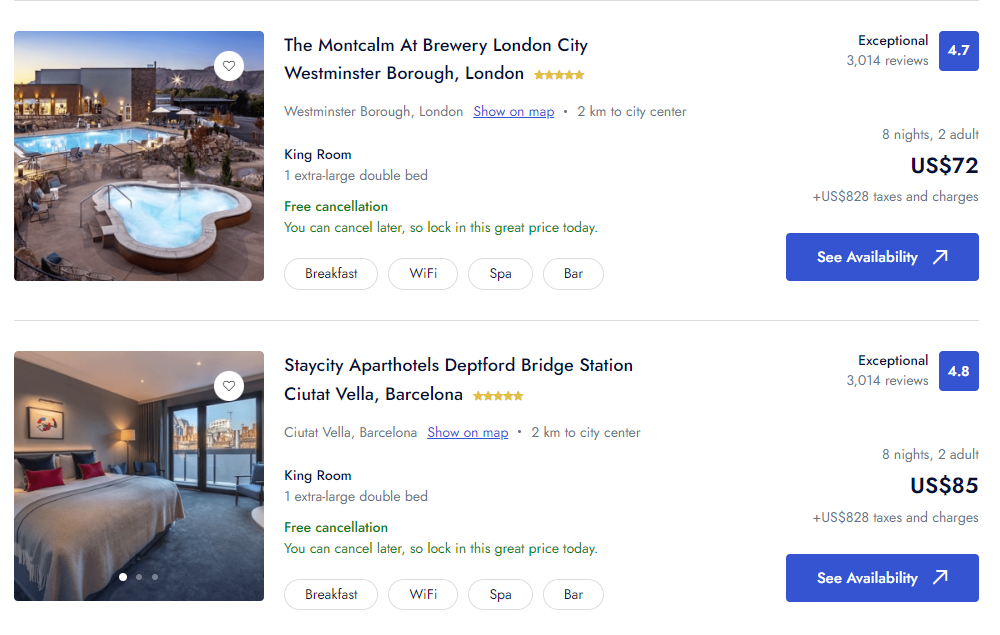 The Montcalm At Brewery London City
Westminster Borough, London
Westminster Borough, London Show on map • 2 km to city center
King Room
1 extra-large double bed
Free cancellation
You can cancel later, so lock in this great price today.
Breakfast WiFi Spa Bar
Exceptional 4.7
3,014 reviews
8 nights, 2 adult
US$72
+US$828 taxes and charges
See Availability
Staycity Aparthotels Deptford Bridge Station
Ciutat Vella, Barcelona
Ciutat Vella, Barcelona Show on map • 2 km to city center
King Room
1 extra-large double bed
Free cancellation
You can cancel later, so lock in this great price today.
Breakfast WiFi Spa Bar
Exceptional 4.8
3,014 reviews
8 nights, 2 adult
US$85
+US$828 taxes and charges
See Availability